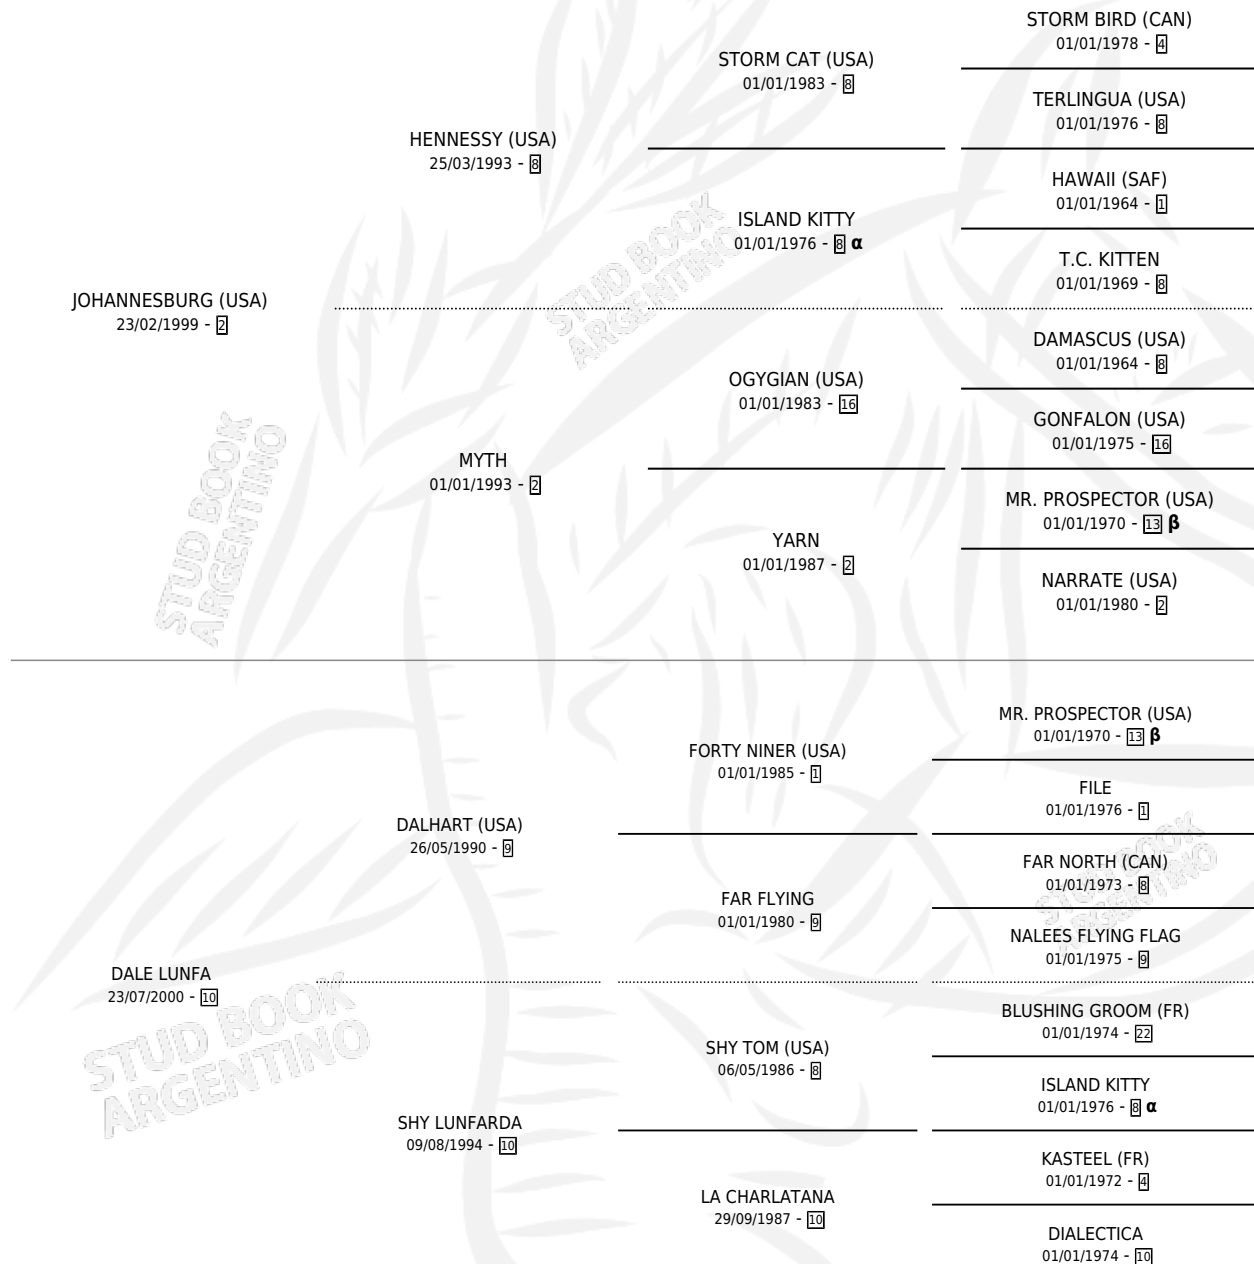 STORM BIRD (CAN)
01/01/1978 - 4
STORM CAT (USA)
01/01/1983 - 8
TERLINGUA (USA)
01/01/1976 - 8
HENNESSY (USA)
25/03/1993 - 8
HAWAII (SAF)
01/01/1964 - 1
ISLAND KITTY
01/01/1976 - 8 α
T.C. KITTEN
01/01/1969 - 8
JOHANNESBURG (USA)
23/02/1999 - 2
DAMASCUS (USA)
01/01/1964 - 8
OGYGIAN (USA)
01/01/1983 - 16
GONFALON (USA)
01/01/1975 - 16
MYTH
01/01/1993 - 2
MR. PROSPECTOR (USA)
01/01/1970 - 13 β
YARN
01/01/1987 - 2
NARRATE (USA)
01/01/1980 - 2
MR. PROSPECTOR (USA)
01/01/1970 - 13 β
FORTY NINER (USA)
01/01/1985 - 1
FILE
01/01/1976 - 1
DALHART (USA)
26/05/1990 - 9
FAR NORTH (CAN)
01/01/1973 - 8
FAR FLYING
01/01/1980 - 9
NALEES FLYING FLAG
01/01/1975 - 9
DALE LUNFA
23/07/2000 - 10
BLUSHING GROOM (FR)
01/01/1974 - 22
SHY TOM (USA)
06/05/1986 - 8
ISLAND KITTY
01/01/1976 - 8 α
SHY LUNFARDA
09/08/1994 - 10
KASTEEL (FR)
01/01/1972 - 4
LA CHARLATANA
29/09/1987 - 10
DIALECTICA
01/01/1974 - 10
STUD BOOK
ARGENTINO
STUD BOOK
ARGENTINO
STUD BOOK
ARGENTINO
STUD BOOK
ARGENTINO